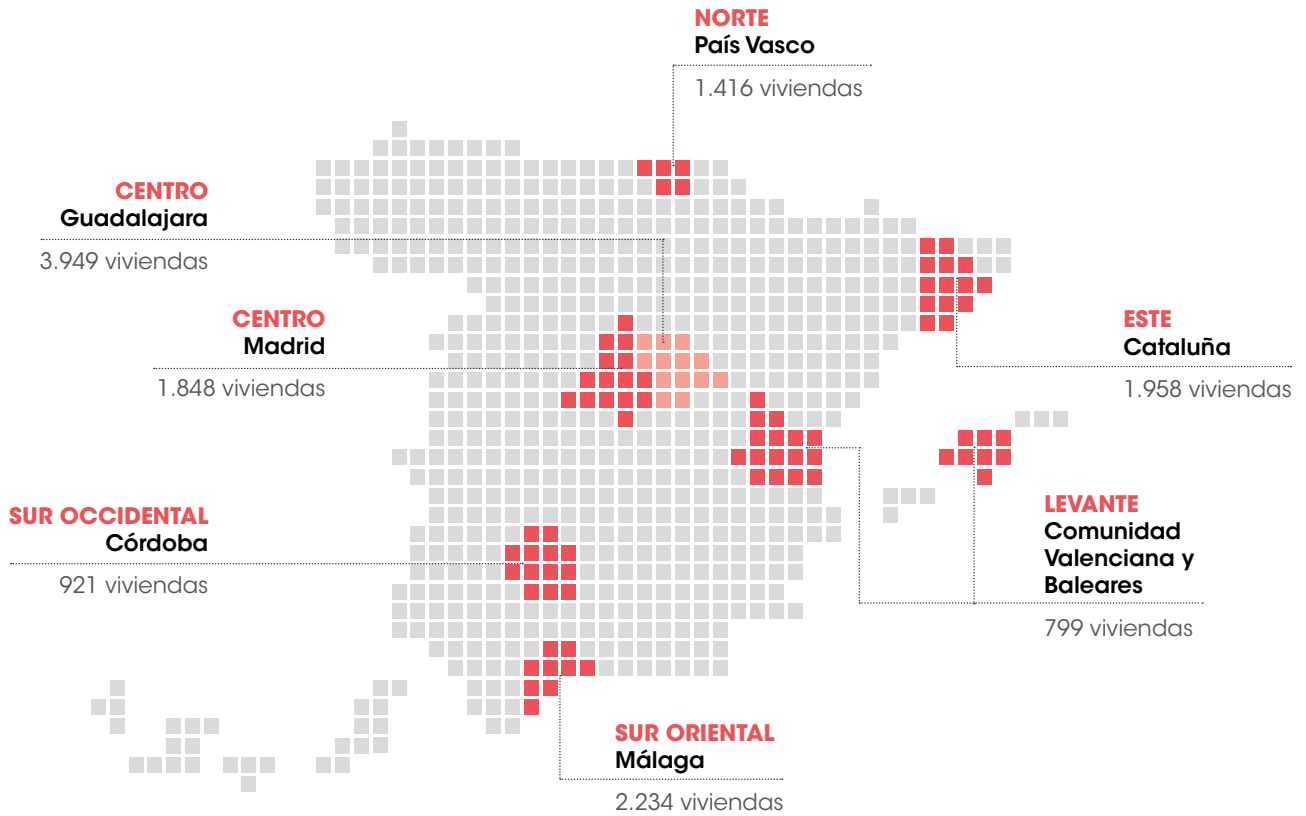 NORTE
País Vasco
1.416 viviendas
CENTRO
Guadalajara
3.949 viviendas
CENTRO
Madrid
1.848 viviendas
ESTE
Cataluña
1.958 viviendas
SUR OCCIDENTAL
Córdoba
921 viviendas
LEVANTE
Comunidad
Valenciana y
Baleares
799 viviendas
SUR ORIENTAL
Málaga
2.234 viviendas